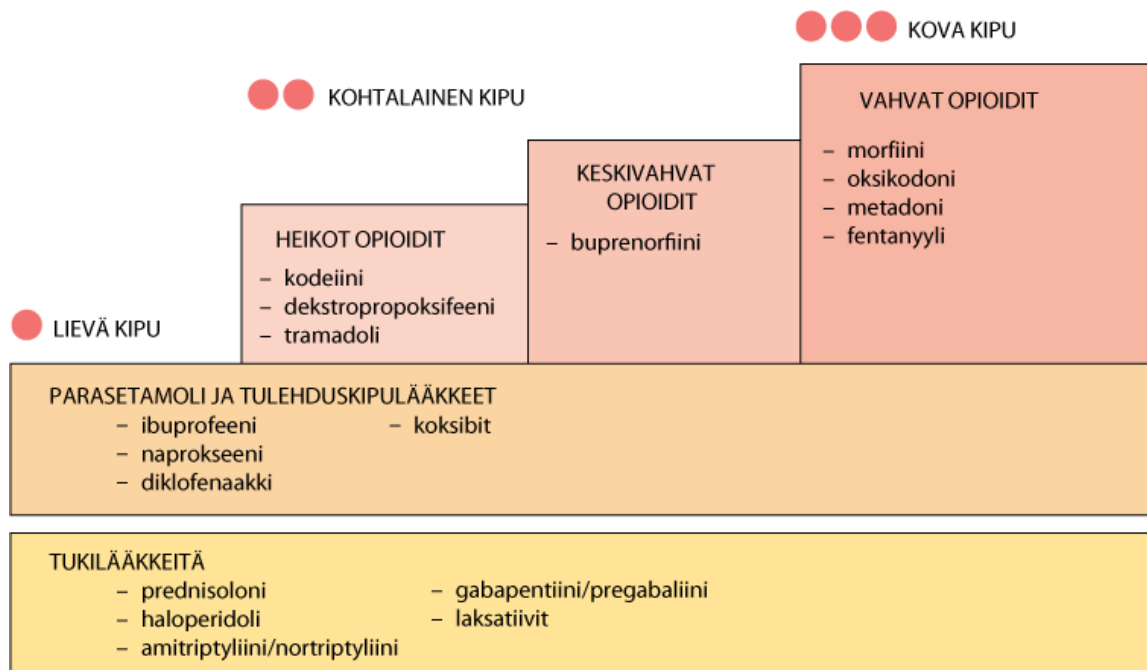 KOVA KIPU
KOHTALAINEN KIPU
VAHVAT OPIOIDIT
– morfiini
– oksikodoni
– metadoni
– fentanyyli
KESKIVAHVAT
OPIOIDIT
– buprenorfiini
HEIKOT OPIOIDIT
– kodeiini
– dekstropropoksifeeni
– tramadoli
LIEVÄ KIPU
PARASETAMOLI JA TULEHDUSKIPULÄÄKKEET
– ibuprofeeni
– naprokseeni
– diklofenaakki
– koksibit
TUKILÄÄKKEITÄ
– prednisoloni
– haloperidoli
– amitriptyliini/nortriptyliini
– gabapentiini/pregabaliini
– laksatiivit